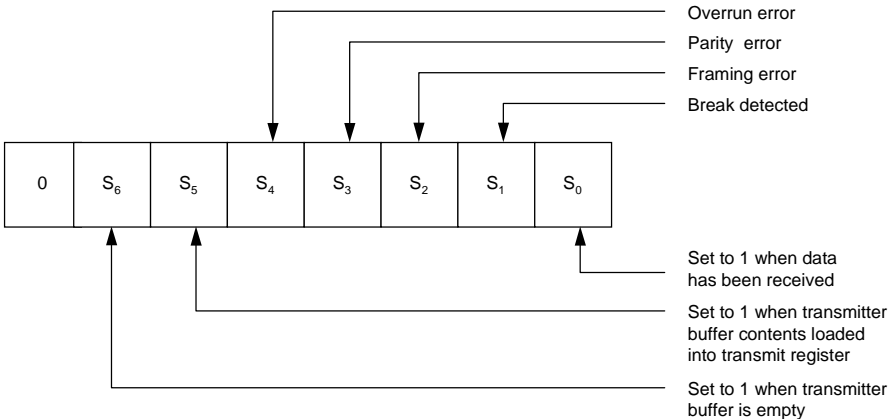 Overrun error
Parity error
Framing error
Break detected
0 S6 S5 S4 S3 S2 S1 S0
Set to 1 when data
has been received
Set to 1 when transmitter
buffer contents loaded
into transmit register
Set to 1 when transmitter
buffer is empty